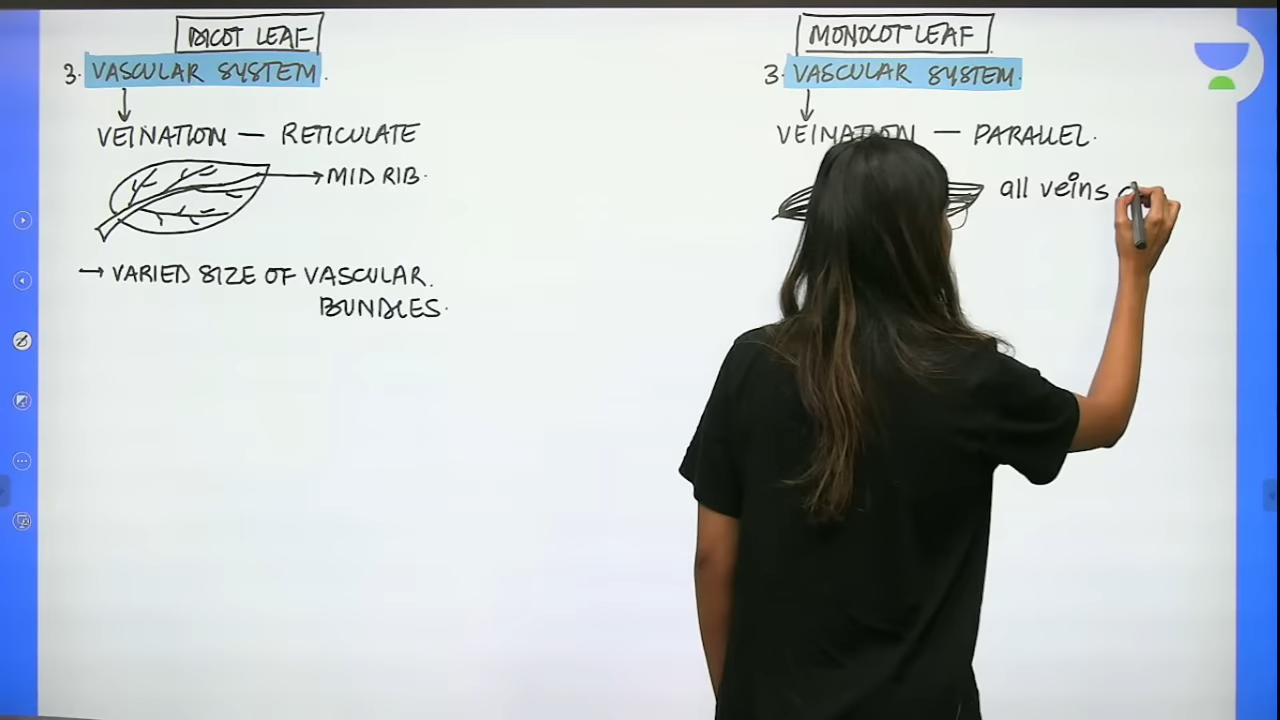 DICOT LEAF
3. VASCULAR SYSTEM.
VEINATION — RETICULATE
MID RIB.
→ VARIED SIZE OF VASCULAR.
BUNDLES.
MONOCOT LEAF
3. VASCULAR SYSTEM.
VEINATION — PARALLEL.
all veins